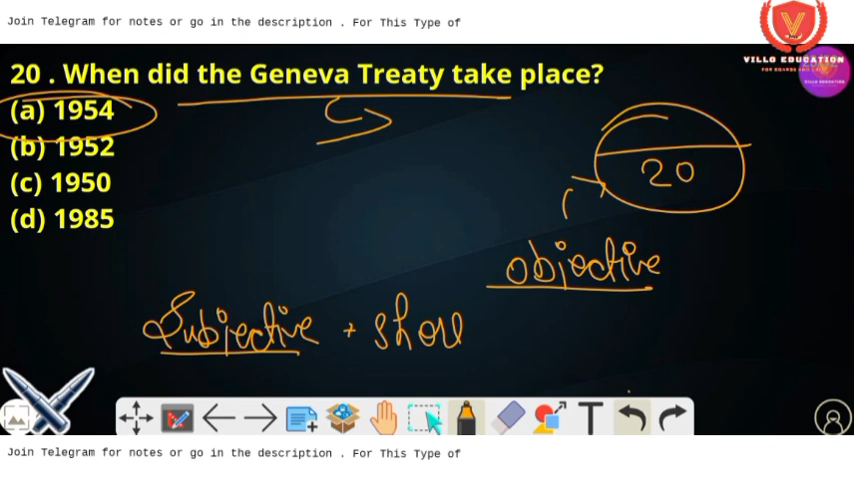 Join Telegram for notes or go in the description . For This Type of
VILLO EDUCATION
20 . When did the Geneva Treaty take place?
(a) 1954
(b) 1952
(c) 1950
(d) 1985
20
objective
Subjective + Short
T
Join Telegram for notes or go in the description . For This Type of